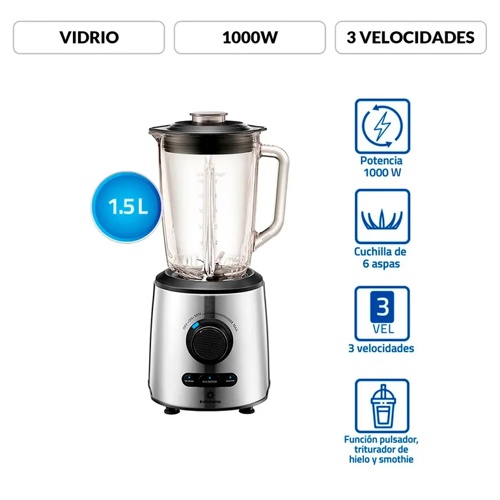 VIDRIO
1000W
3 VELOCIDADES
1.5 L
Potencia
1000 W
Cuchilla de
6 aspas
3
VEL
3 velocidades
Función pulsador,
triturador de
hielo y smothie